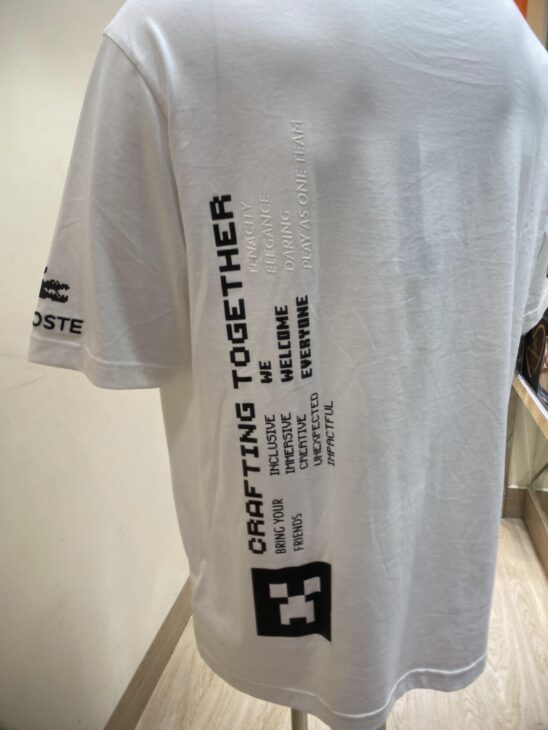 CRAFTING TOGETHER
BRING YOUR
FRIENDS
INCLUSIVE
IMMERSIVE
CREATIVE
UNEXPECTED
IMPACTFUL
WE
WELCOME
EVERYONE
TENACITY
ELEGANCE
DARING
PLAY AS ONE TEAM
OSTE